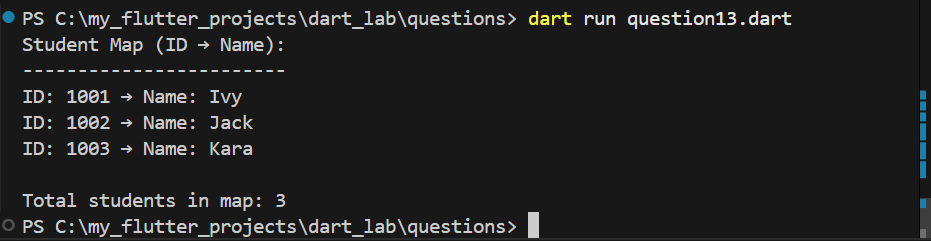 PS C:\my_flutter_projects\dart_lab\questions> dart run question13.dart
Student Map (ID → Name):
------------------------
ID: 1001 → Name: Ivy
ID: 1002 → Name: Jack
ID: 1003 → Name: Kara
Total students in map: 3
PS C:\my_flutter_projects\dart_lab\questions>